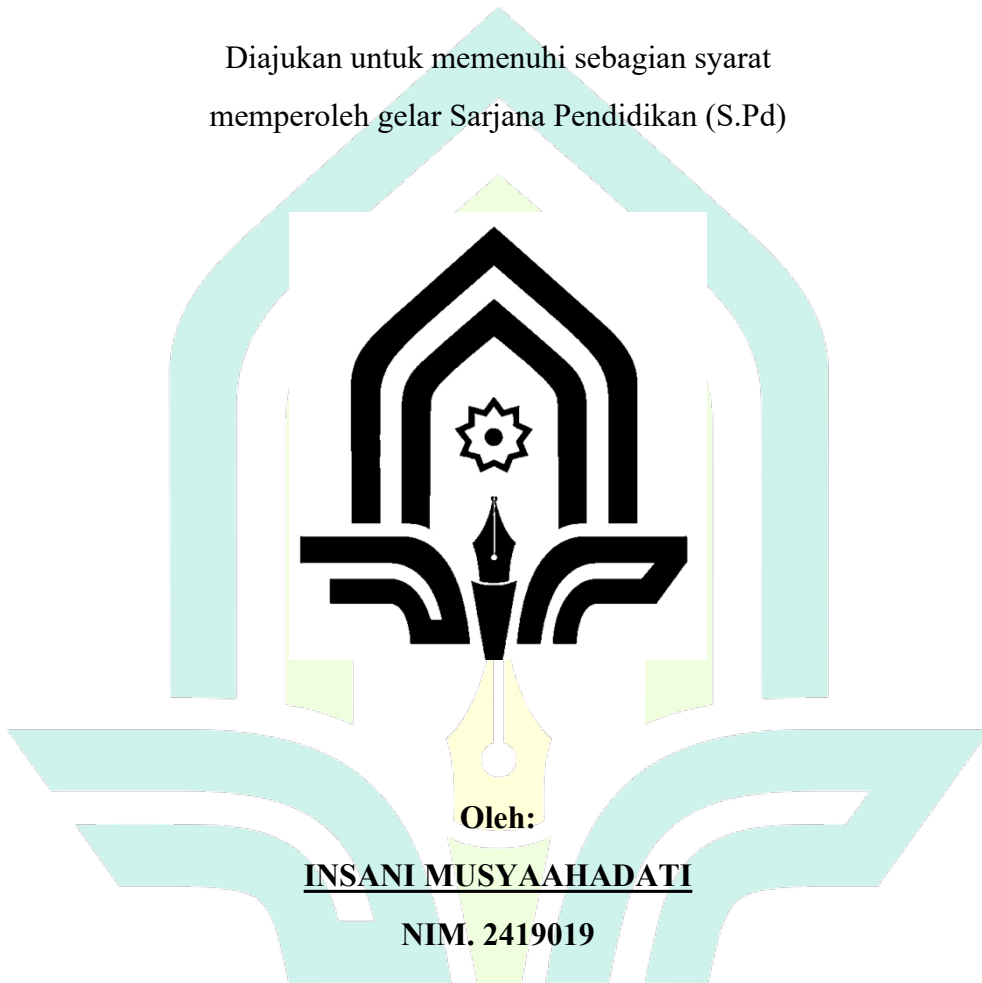 Diajukan untuk memenuhi sebagian syarat
memperoleh gelar Sarjana Pendidikan (S.Pd)
Oleh:
INSANI MUSYAAHADATI
NIM. 2419019